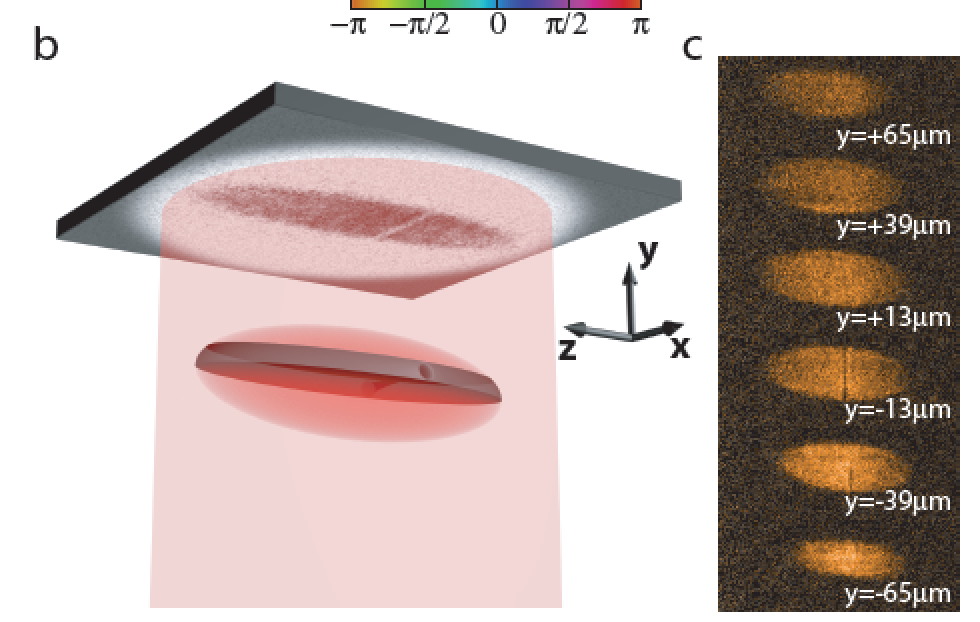 −π −π/2 0 π/2 π
b
c
y
z
x
y=+65μm
y=+39μm
y=+13μm
y=-13μm
y=-39μm
y=-65μm